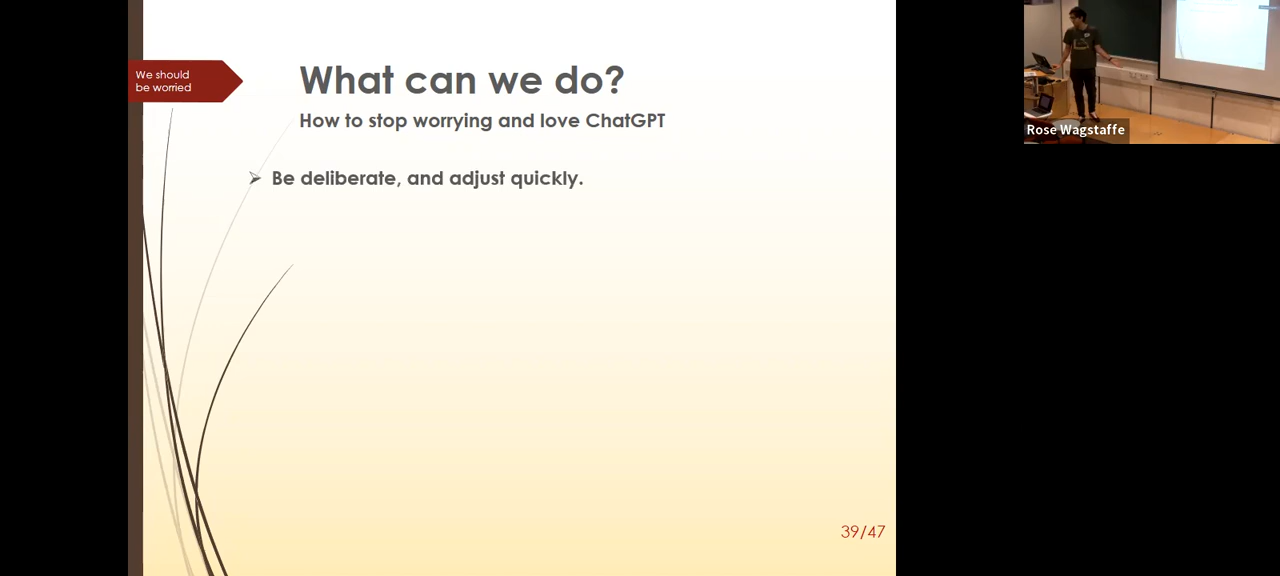 We should
be worried
What can we do?
How to stop worrying and love ChatGPT
Be deliberate, and adjust quickly.
39/47
Rose Wagstaffe